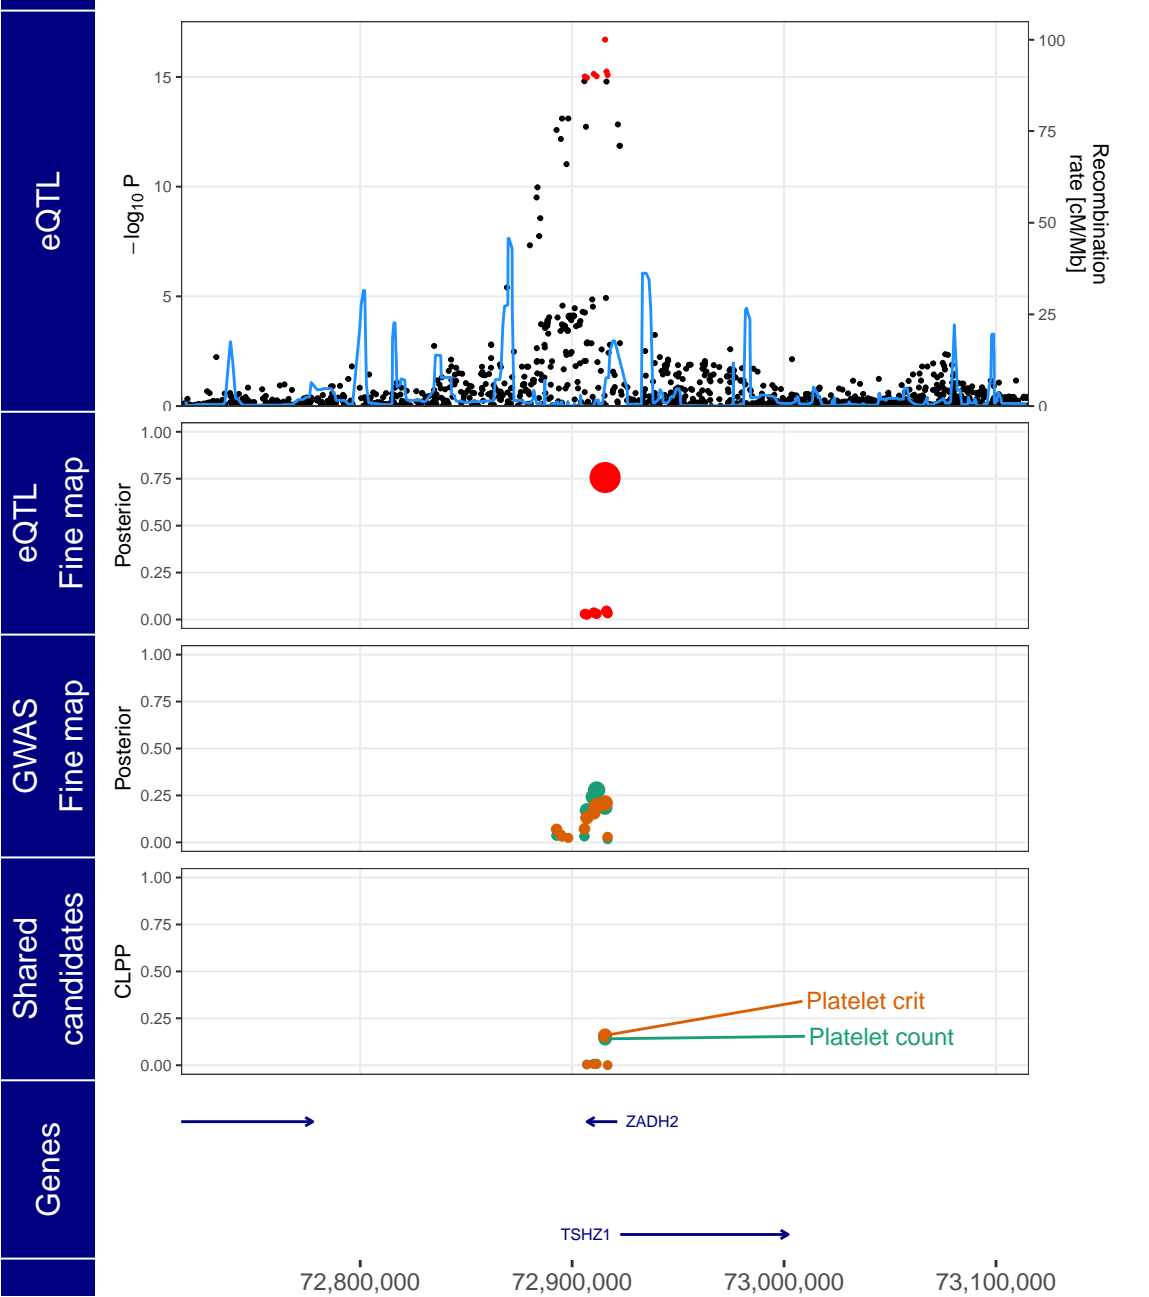 eQTL
−log10 P
15
10
5
0
100
75
50
25
0
Recombination
rate [cM/Mb]
eQTL
Fine map
Posterior
1.00
0.75
0.50
0.25
0.00
GWAS
Fine map
Posterior
1.00
0.75
0.50
0.25
0.00
Shared
candidates
CLPP
1.00
0.75
0.50
0.25
0.00
Platelet crit
Platelet count
Genes
ZADH2
TSHZ1
72,800,000
72,900,000
73,000,000
73,100,000